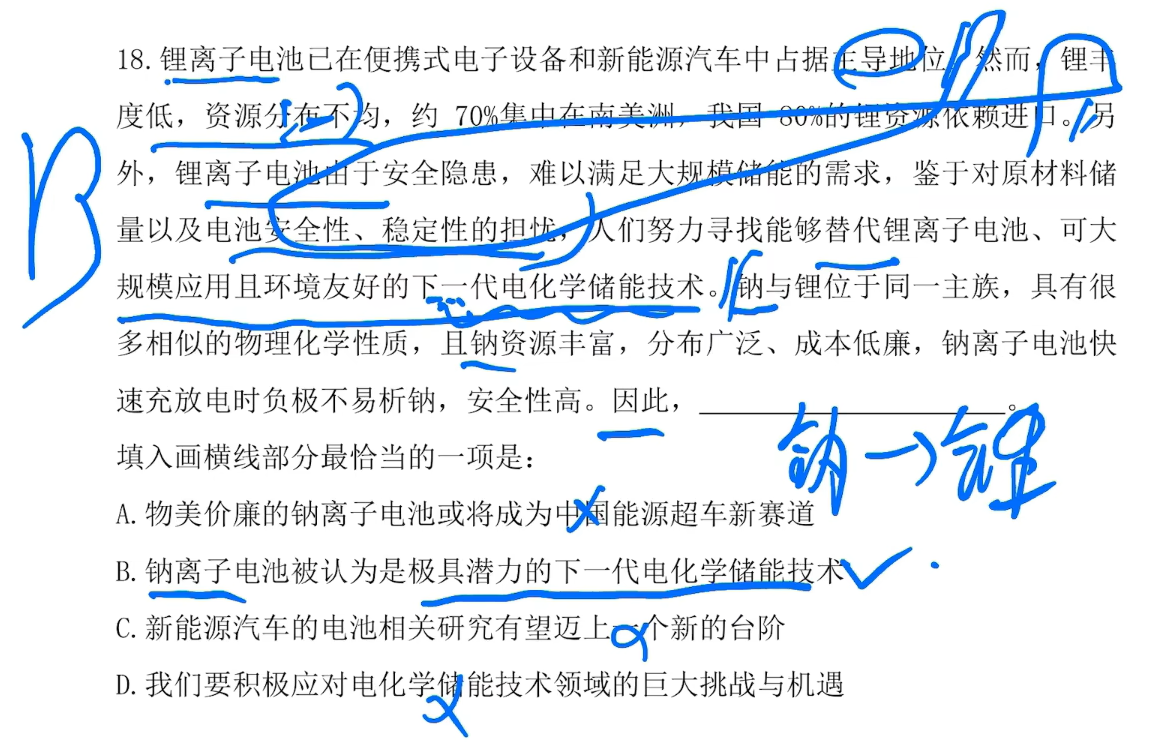 18.锂离子电池已在便携式电子设备和新能源汽车中占据主导地位。然而，锂丰
度低，资源分布不均，约 70%集中在南美洲，我国 80%的锂资源依赖进口。另
外，锂离子电池由于安全隐患，难以满足大规模储能的需求，鉴于对原材料储
量以及电池安全性、稳定性的担忧，人们努力寻找能够替代锂离子电池、可大
规模应用且环境友好的下一代电化学储能技术。钠与锂位于同一主族，具有很
多相似的物理化学性质，且钠资源丰富，分布广泛、成本低廉，钠离子电池快
速充放电时负极不易析钠，安全性高。因此，____________________。
填入画横线部分最恰当的一项是：
A.物美价廉的钠离子电池或将成为中国能源超车新赛道
B.钠离子电池被认为是极具潜力的下一代电化学储能技术
C.新能源汽车的电池相关研究有望迈上一个新的台阶
D.我们要积极应对电化学储能技术领域的巨大挑战与机遇
B
(一)
钠→锂